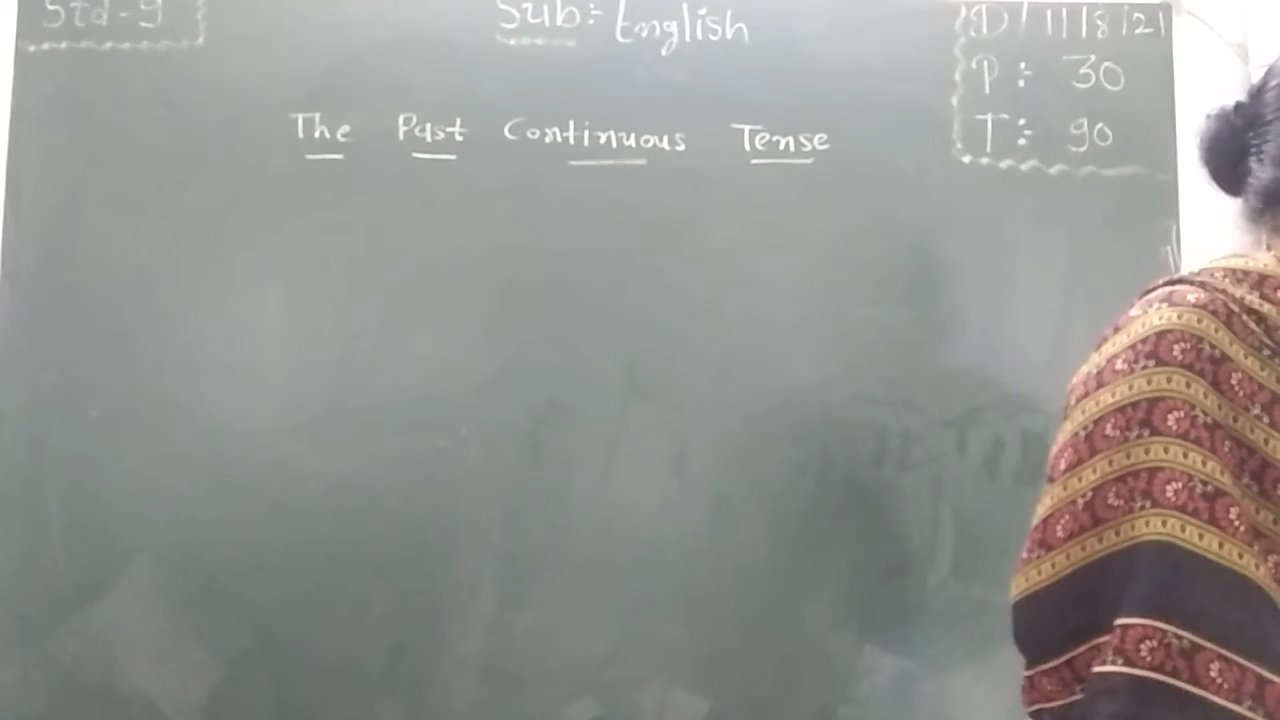 Std-9
Sub:- English
D / 11/8/21
P: 30
T: 90
The Past Continuous Tense